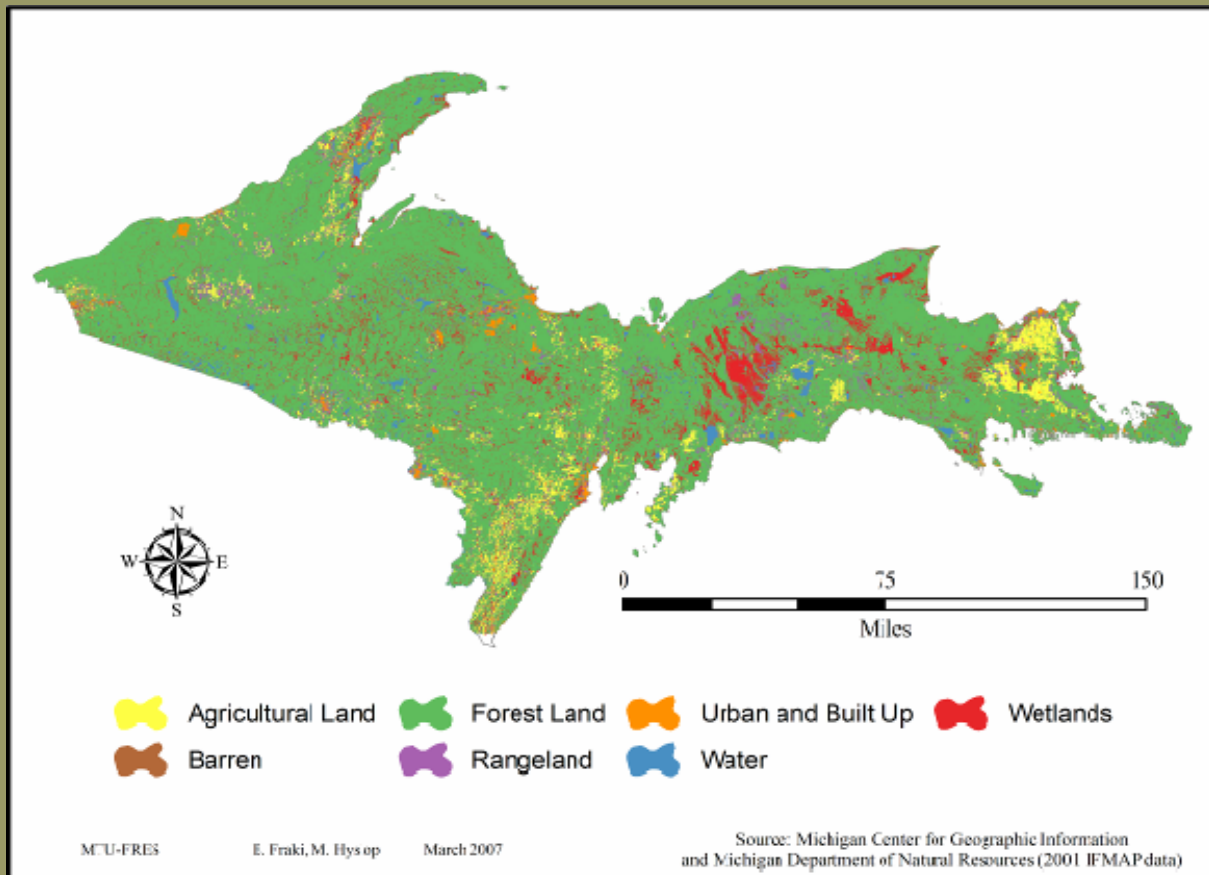 N
W E
S
0 75 150
Miles
Agricultural Land Forest Land Urban and Built Up Wetlands
Barren Rangeland Water
E. Fraki, M. Hysop March 2007
Source: Michigan Center for Geographic Information
and Michigan Department of Natural Resources (2001 IFMAP data)